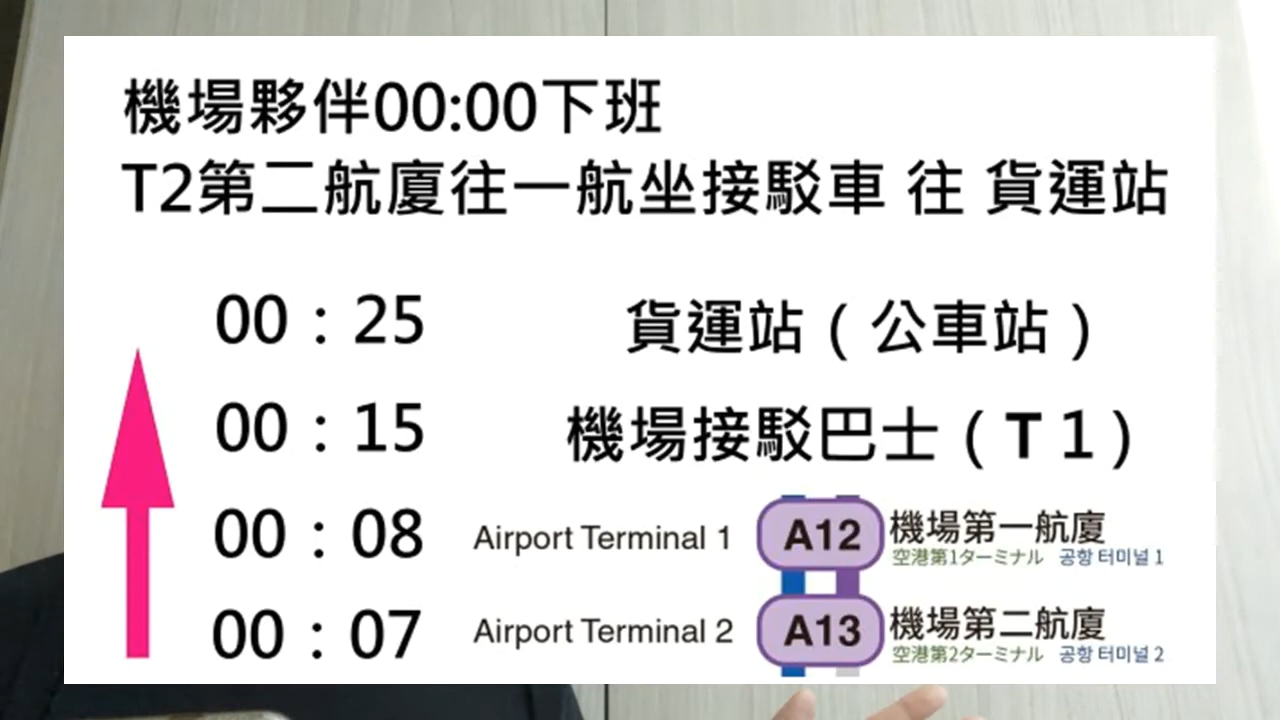 機場夥伴00:00下班
T2第二航廈往一航坐接駁車 往 貨運站
00：25 貨運站（公車站）
00：15 機場接駁巴士（T 1）
00：08 Airport Terminal 1 A12 機場第一航廈
空港第1ターミナル 공항 터미널 1
00：07 Airport Terminal 2 A13 機場第二航廈
空港第2ターミナル 공항 터미널 2